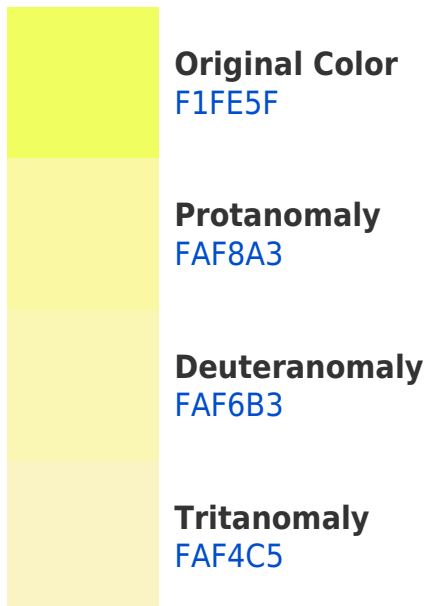 Original Color
F1FE5F
Protanomaly
FAF8A3
Deuteranomaly
FAF6B3
Tritanomaly
FAF4C5